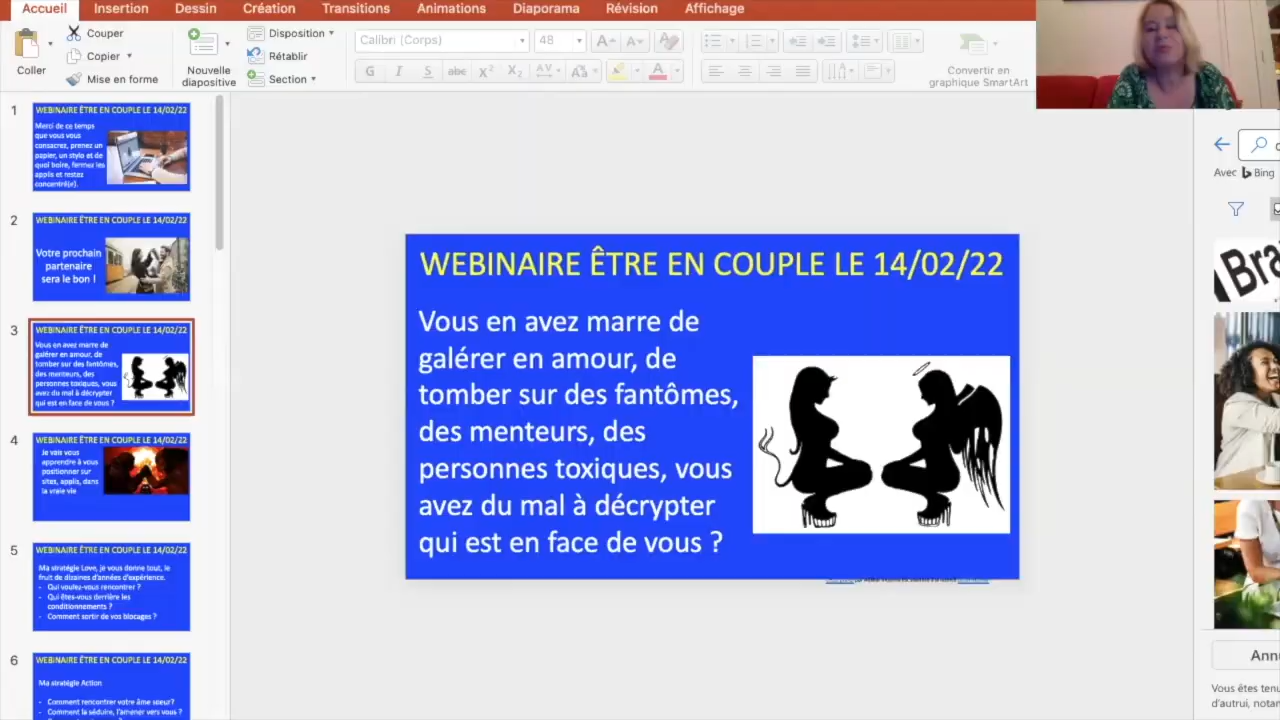 Accueil
Insertion
Dessin
Création
Transitions
Animations
Diaporama
Révision
Affichage
Coller
Couper
Copier
Mise en forme
Nouvelle
diapositive
Disposition
Rétablir
Section
Calibri (Corps)
48
G I S abc X² X₂ AV
Convertir en
graphique SmartArt
1
WEBINAIRE ÊTRE EN COUPLE LE 14/02/22
Merci de ce temps
que vous vous
consacrez, prenez un
papier, un stylo et de
quoi boire, fermez les
applis et restez
concentré(e).
2
WEBINAIRE ÊTRE EN COUPLE LE 14/02/22
Votre prochain
partenaire
sera le bon !
3
WEBINAIRE ÊTRE EN COUPLE LE 14/02/22
Vous en avez marre de
galérer en amour, de
tomber sur des fantômes,
des menteurs, des
personnes toxiques, vous
avez du mal à décrypter
qui est en face de vous ?
4
WEBINAIRE ÊTRE EN COUPLE LE 14/02/22
Je vais vous
apprendre à vous
positionner sur
sites, applis, dans
la vraie vie
5
WEBINAIRE ÊTRE EN COUPLE LE 14/02/22
Ma stratégie Love, je vous donne tout, le
fruit de dizaines d'années d'expérience.
- Qui voulez-vous rencontrer ?
- Qui êtes-vous derrière les
conditionnements ?
- Comment sortir de vos blocages ?
6
WEBINAIRE ÊTRE EN COUPLE LE 14/02/22
Ma stratégie Action
- Comment rencontrer votre âme soeur?
- Comment la séduire, l'amener vers vous ?
WEBINAIRE ÊTRE EN COUPLE LE 14/02/22
Vous en avez marre de
galérer en amour, de
tomber sur des fantômes,
des menteurs, des
personnes toxiques, vous
avez du mal à décrypter
qui est en face de vous ?
Avec Bing
Bra
Annu
Vous êtes tenu
d'autrui, notar